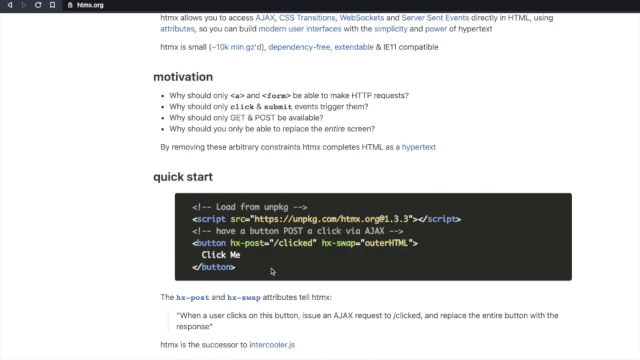 htmx.org
htmx allows you to access AJAX, CSS Transitions, WebSockets and Server Sent Events directly in HTML, using
attributes, so you can build modern user interfaces with the simplicity and power of hypertext
htmx is small (~10k min.gz'd), dependency-free, extendable & IE11 compatible
motivation
• Why should only <a> and <form> be able to make HTTP requests?
• Why should only click & submit events trigger them?
• Why should only GET & POST be available?
• Why should you only be able to replace the entire screen?
By removing these arbitrary constraints htmx completes HTML as a hypertext
quick start
<!-- Load from unpkg -->
<script src="https://unpkg.com/htmx.org@1.3.3"></script>
<!-- have a button POST a click via AJAX -->
<button hx-post="/clicked" hx-swap="outerHTML">
Click Me
</button>
The hx-post and hx-swap attributes tell htmx:
"When a user clicks on this button, issue an AJAX request to /clicked, and replace the entire button with the
response"
htmx is the successor to intercooler.js